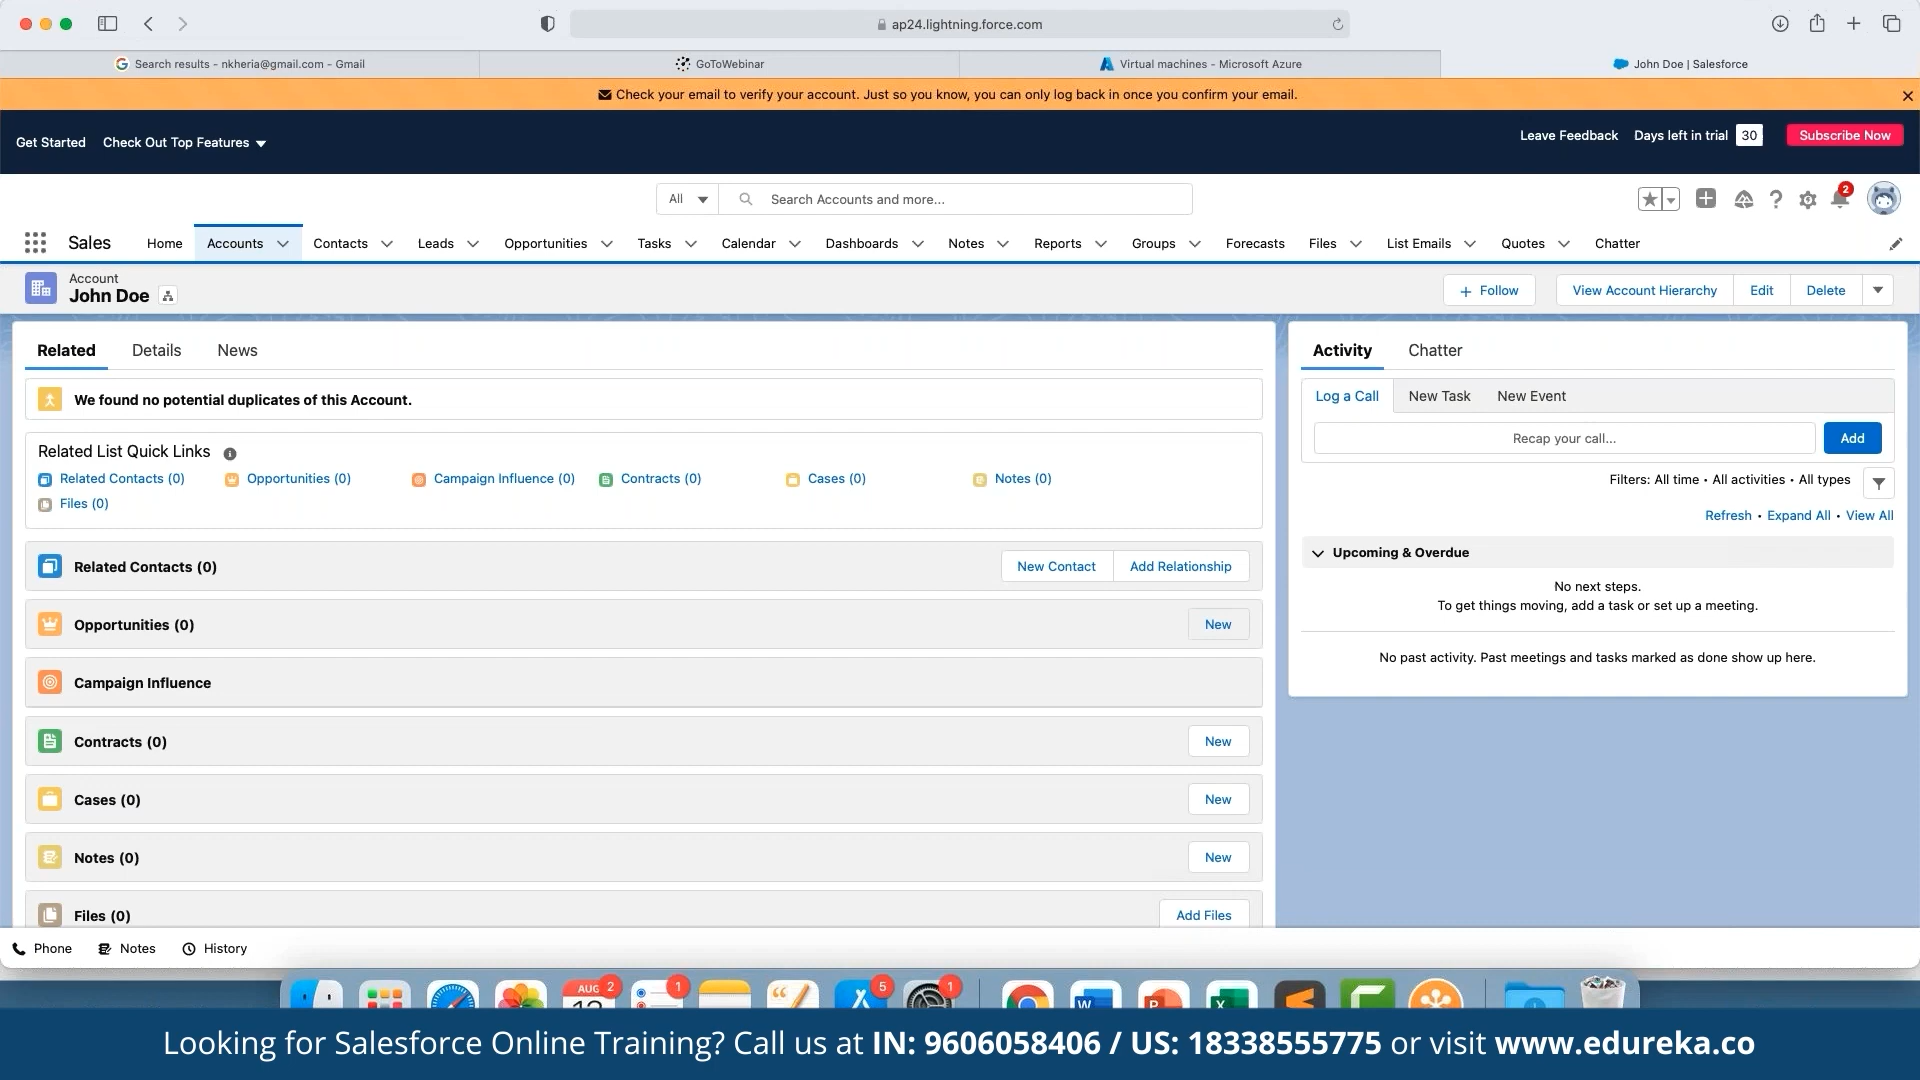 ap24.lightning.force.com
Search results - nkheria@gmail.com - Gmail
GoToWebinar
Virtual machines - Microsoft Azure
John Doe | Salesforce
Check your email to verify your account. Just so you know, you can only log back in once you confirm your email.
Get Started
Check Out Top Features
Leave Feedback
Days left in trial 30
Subscribe Now
All
Search Accounts and more...
2
Sales
Home
Accounts
Contacts
Leads
Opportunities
Tasks
Calendar
Dashboards
Notes
Reports
Groups
Forecasts
Files
List Emails
Quotes
Chatter
Account
John Doe
Follow
View Account Hierarchy
Edit
Delete
Related
Details
News
We found no potential duplicates of this Account.
Related List Quick Links
Related Contacts (0)
Opportunities (0)
Campaign Influence (0)
Contracts (0)
Cases (0)
Notes (0)
Files (0)
Related Contacts (0)
New Contact
Add Relationship
Opportunities (0)
New
Campaign Influence
Contracts (0)
New
Cases (0)
New
Notes (0)
New
Files (0)
Add Files
Activity
Chatter
Log a Call
New Task
New Event
Recap your call...
Add
Filters: All time • All activities • All types
Refresh • Expand All • View All
Upcoming & Overdue
No next steps.
To get things moving, add a task or set up a meeting.
No past activity. Past meetings and tasks marked as done show up here.
Phone
Notes
History
AUG
2
1
5
1
W
P
X
Looking for Salesforce Online Training? Call us at IN: 9606058406 / US: 18338555775 or visit www.edureka.co